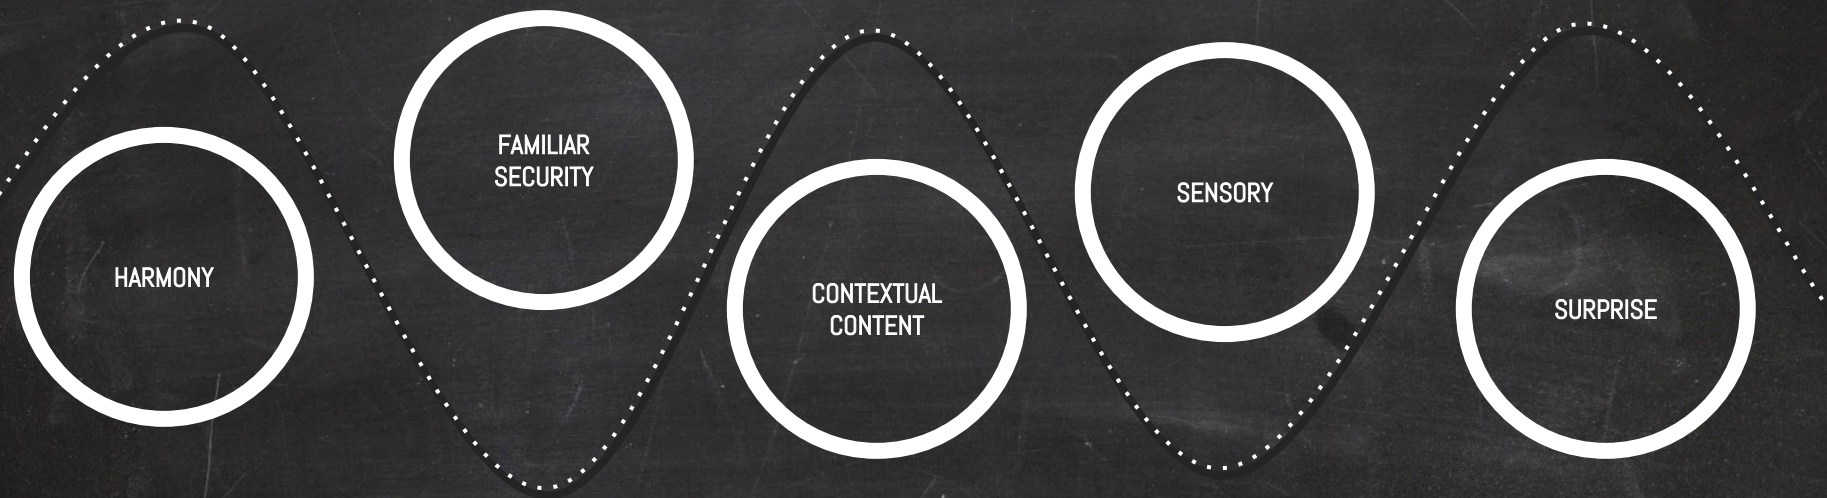 HARMONY
FAMILIAR
SECURITY
CONTEXTUAL
CONTENT
SENSORY
SURPRISE